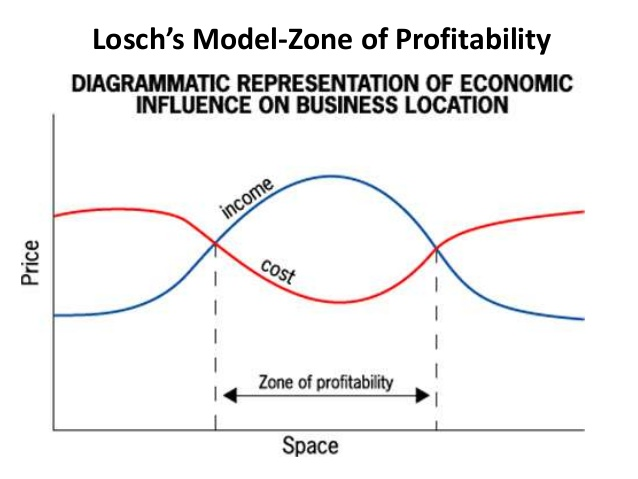 Losch's Model-Zone of Profitability
DIAGRAMMATIC REPRESENTATION OF ECONOMIC
INFLUENCE ON BUSINESS LOCATION
income
cost
Price
Zone of profitability
Space